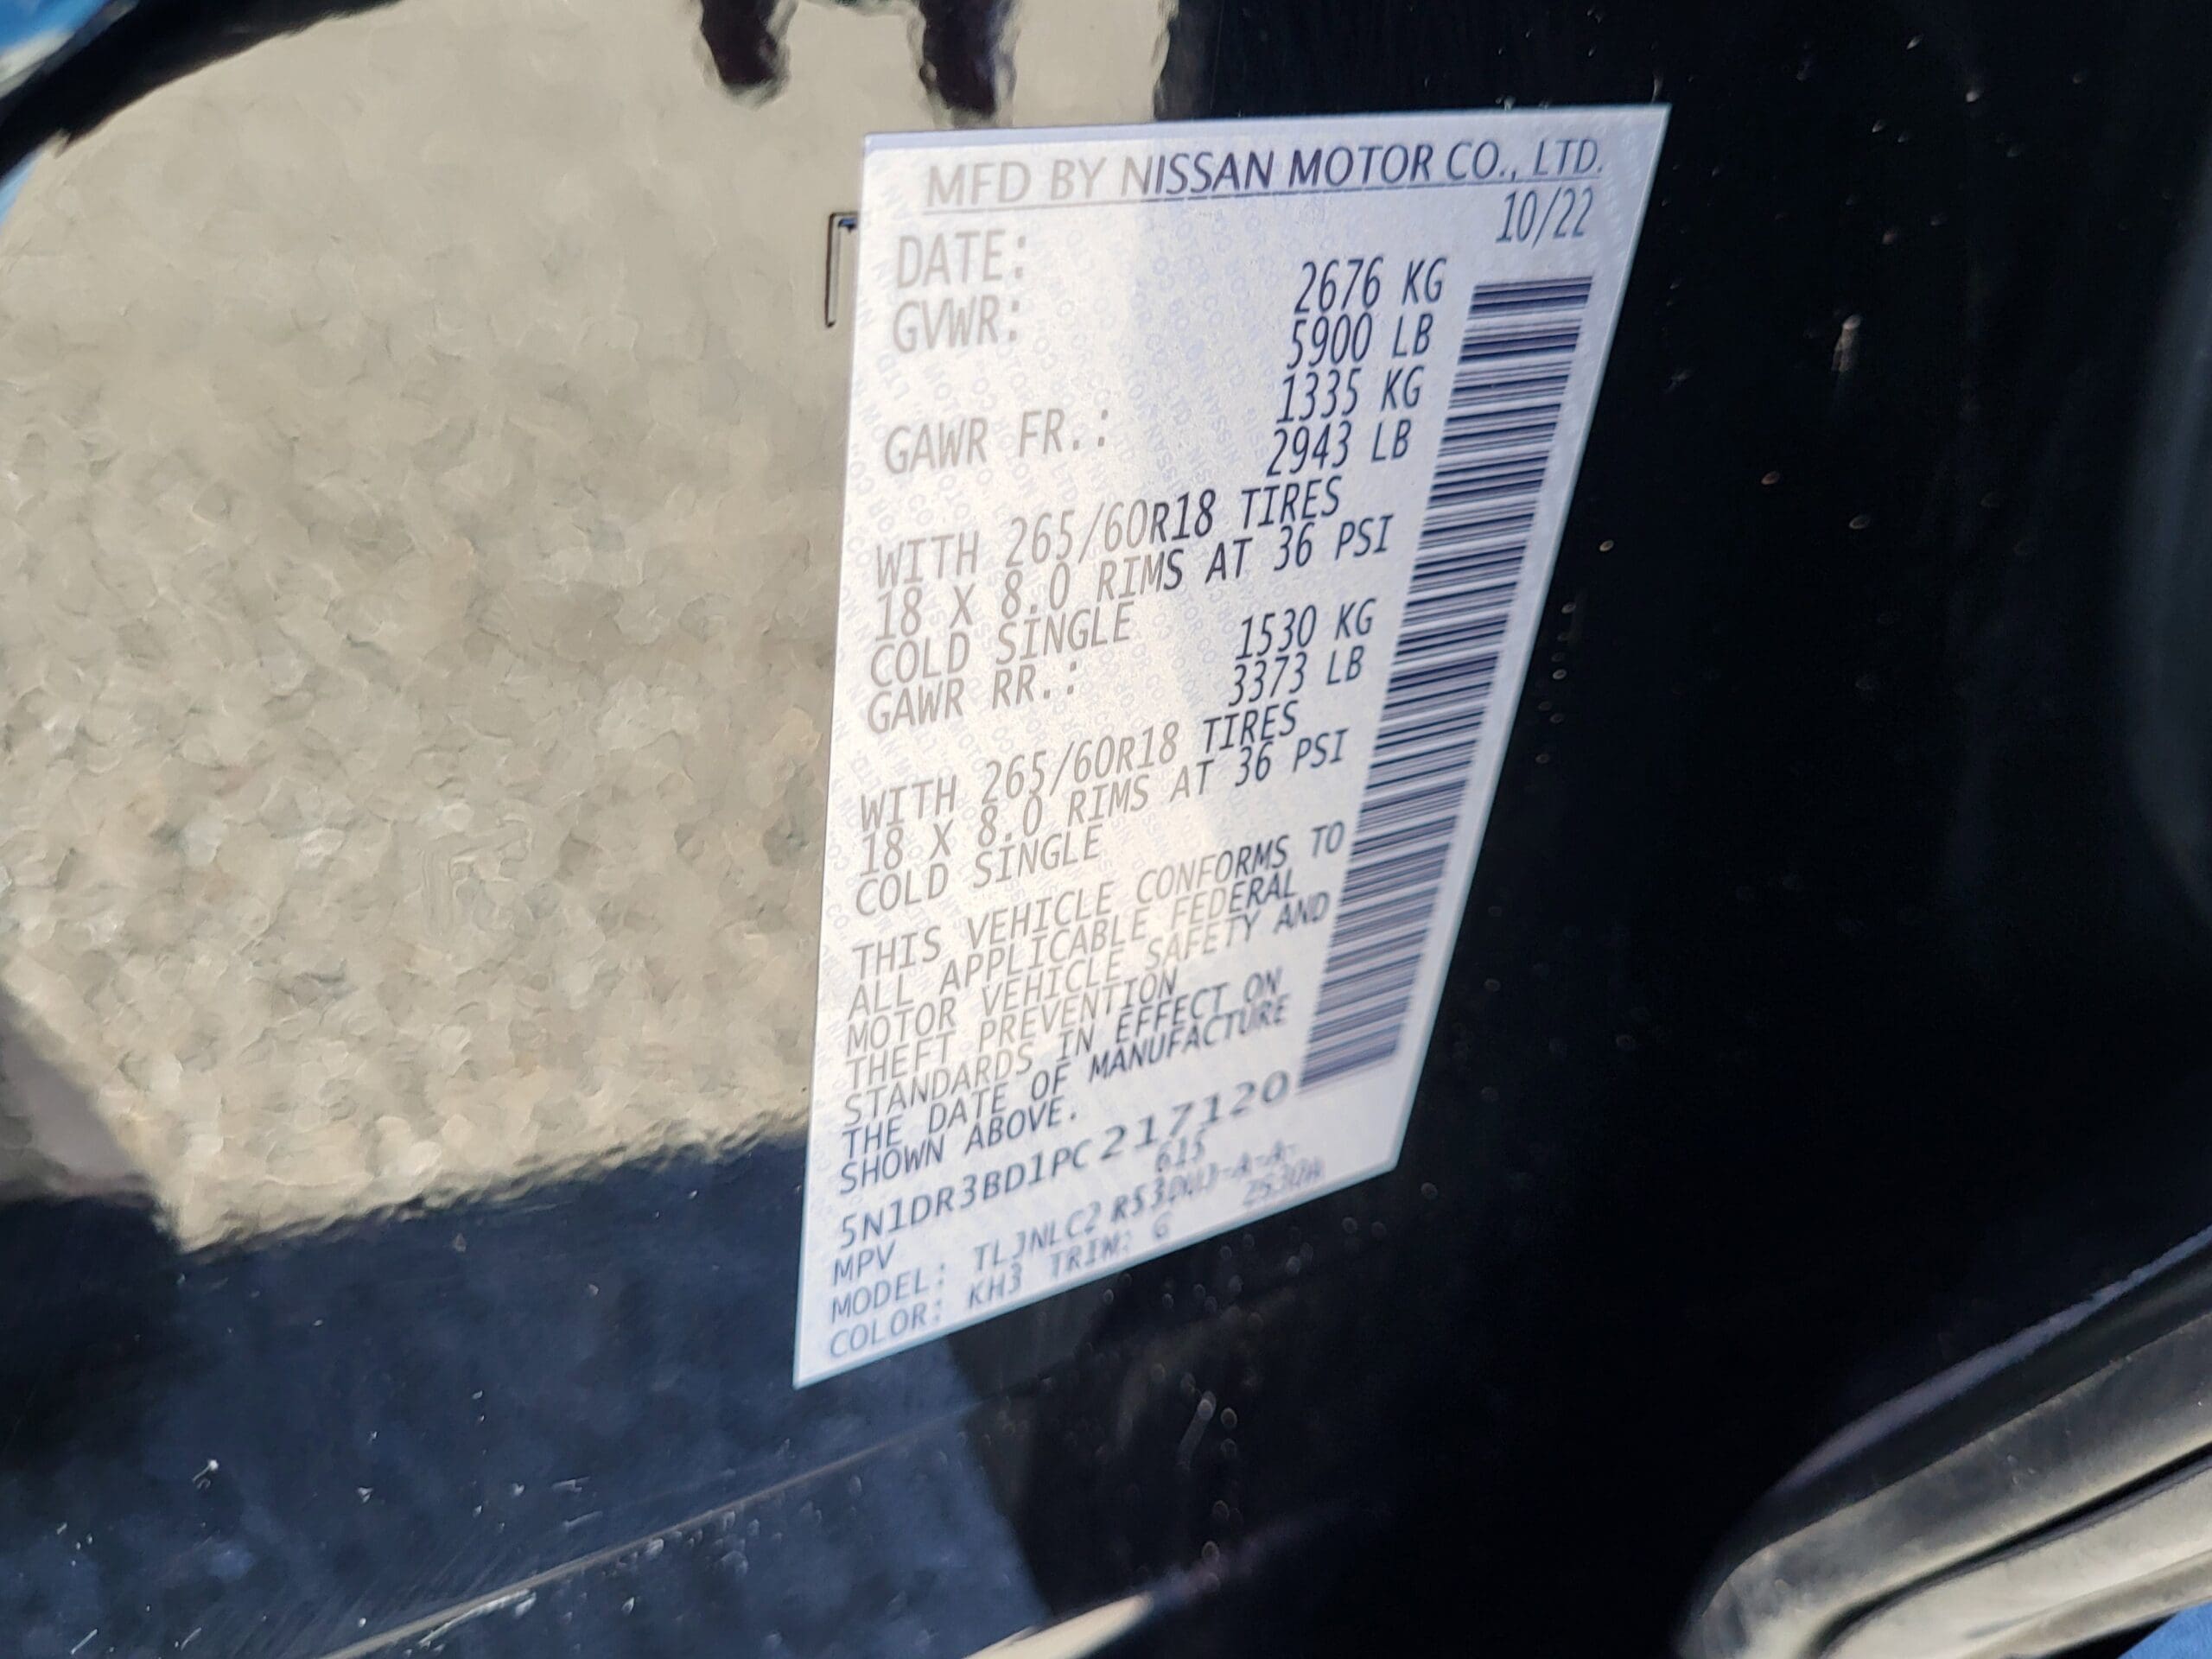 MFD BY NISSAN MOTOR CO., LTD.
DATE: 10/22
GVWR: 2676 KG
5900 LB
GAWR FR.: 1335 KG
2943 LB
WITH 265/60R18 TIRES
18 X 8.0 RIMS AT 36 PSI
COLD SINGLE
GAWR RR.: 1530 KG
3373 LB
WITH 265/60R18 TIRES
18 X 8.0 RIMS AT 36 PSI
COLD SINGLE
THIS VEHICLE CONFORMS TO
ALL APPLICABLE FEDERAL
MOTOR VEHICLE SAFETY AND
THEFT PREVENTION
STANDARDS IN EFFECT ON
THE DATE OF MANUFACTURE
SHOWN ABOVE.
5N1DR3BD1PC217120
MPV 615
MODEL: TLJNLC2
COLOR: KH3 TRIM: G